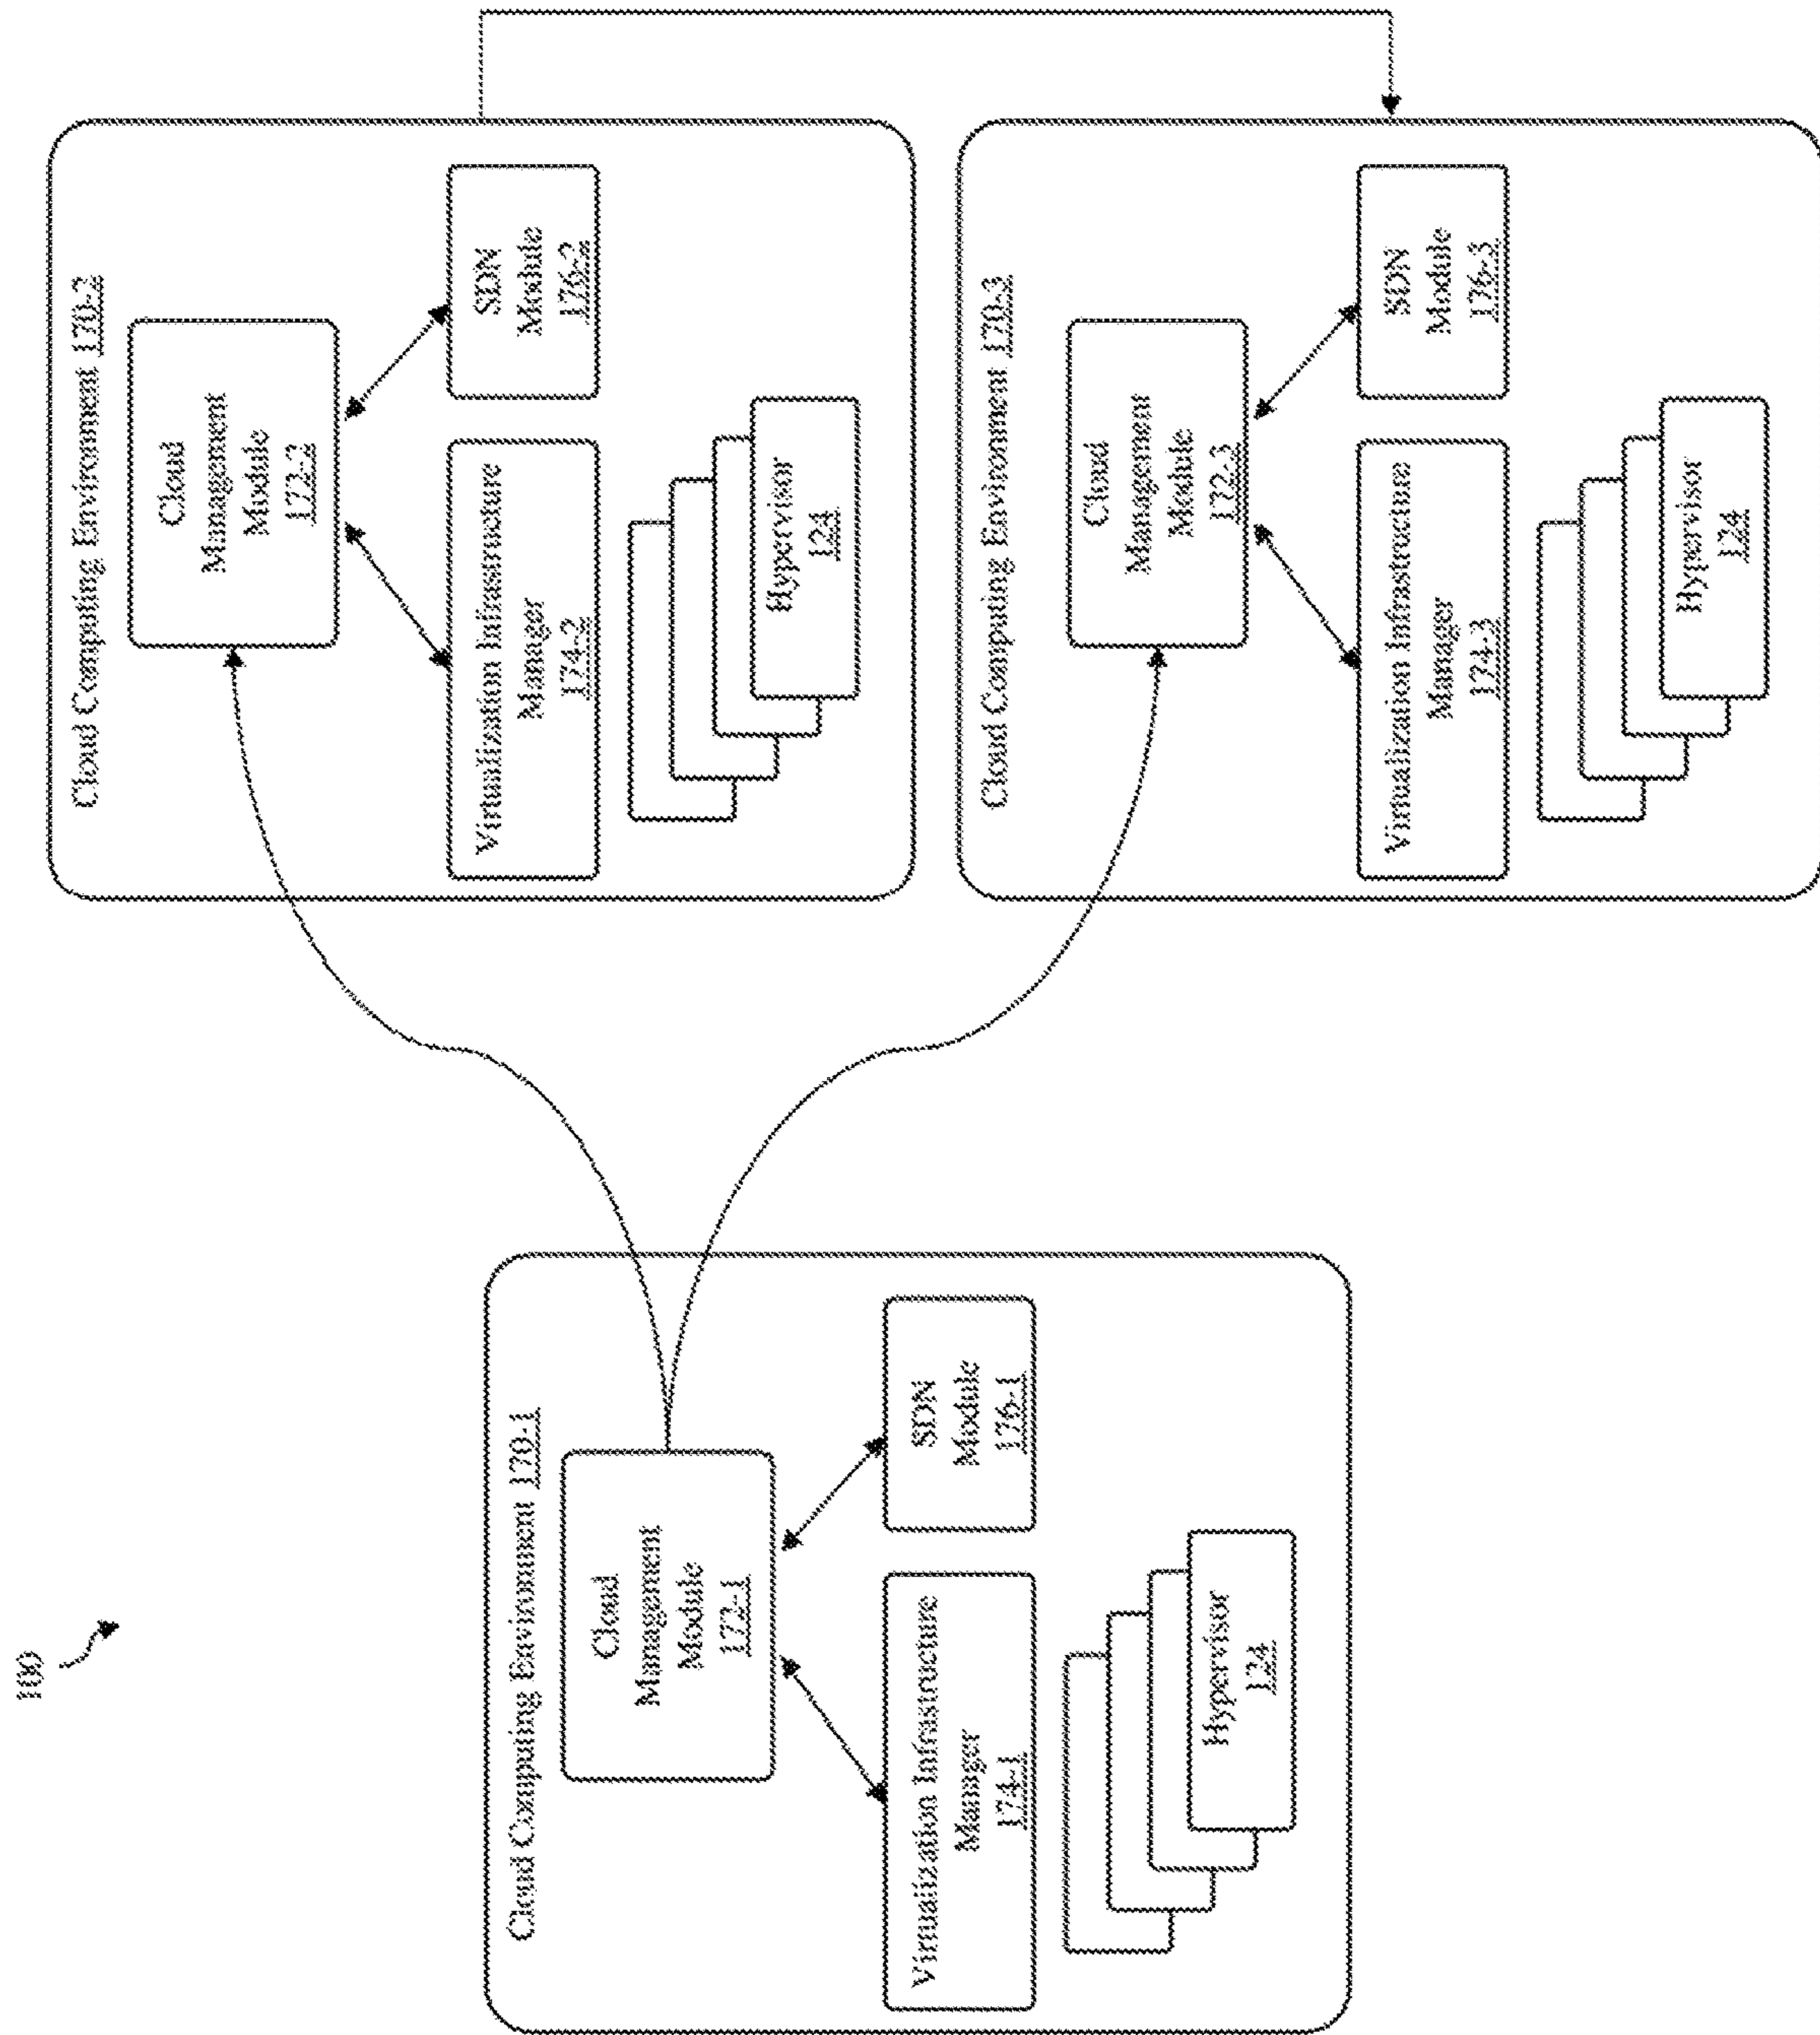 100
Cloud Computing Environment 170-1
Cloud
Management
Module
172-1
Virtualization Infrastructure
Manager
174-1
SDN
Module
176-1
Hypervisor
124
Cloud Computing Environment 170-2
Cloud
Management
Module
172-2
Virtualization Infrastructure
Manager
174-2
SDN
Module
176-2
Hypervisor
124
Cloud Computing Environment 170-3
Cloud
Management
Module
172-3
Virtualization Infrastructure
Manager
174-3
SDN
Module
176-3
Hypervisor
124